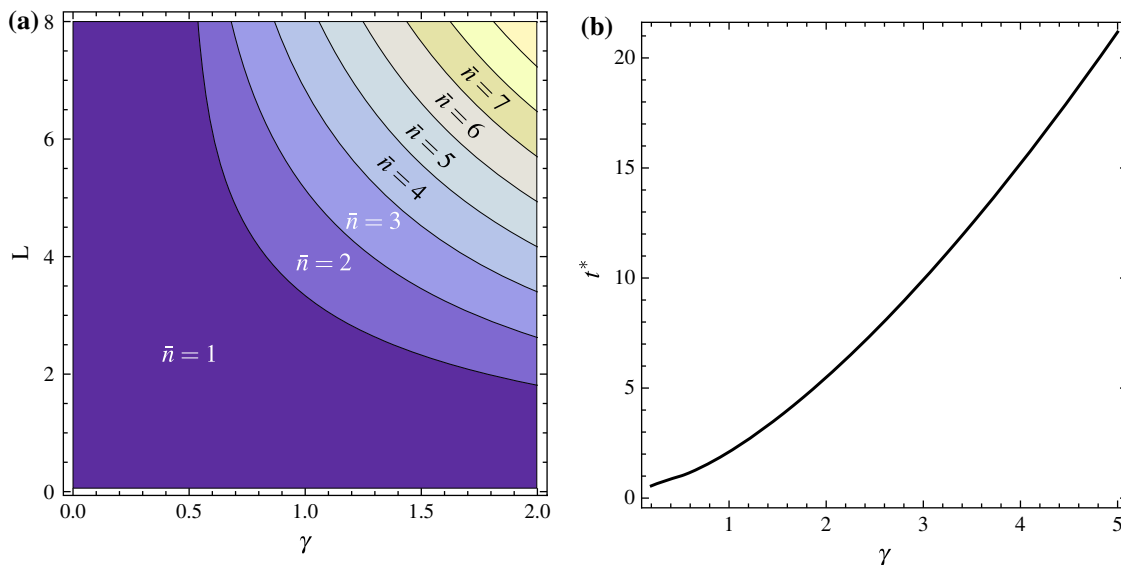 (a)
8
6
4
2
0
L
n̄ = 1
n̄ = 2
n̄ = 3
n̄ = 4
n̄ = 5
n̄ = 6
n̄ = 7
0.0 0.5 1.0 1.5 2.0
γ
(b)
20
15
10
5
0
t*
1 2 3 4 5
γ